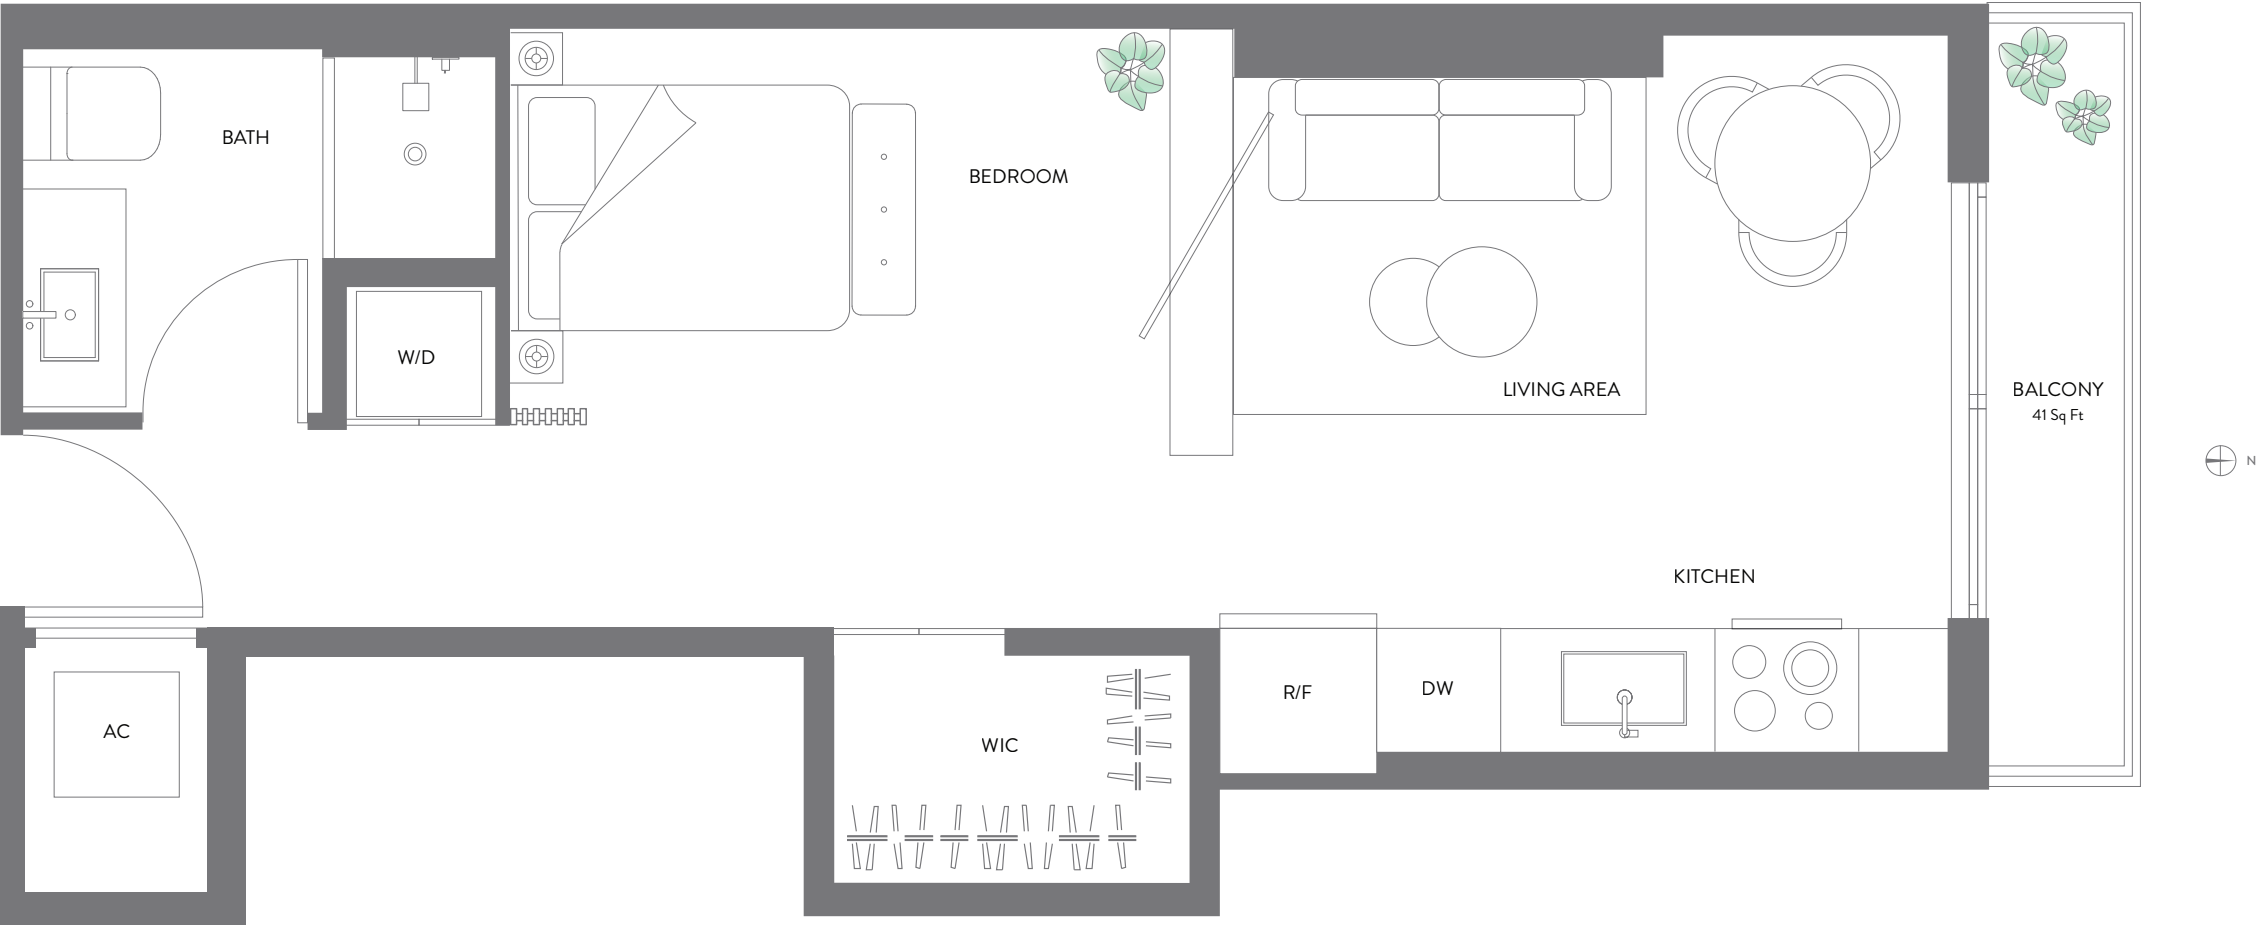 BATH
BEDROOM
W/D
LIVING AREA
BALCONY
41 Sq Ft
N
KITCHEN
R/F
DW
AC
WIC